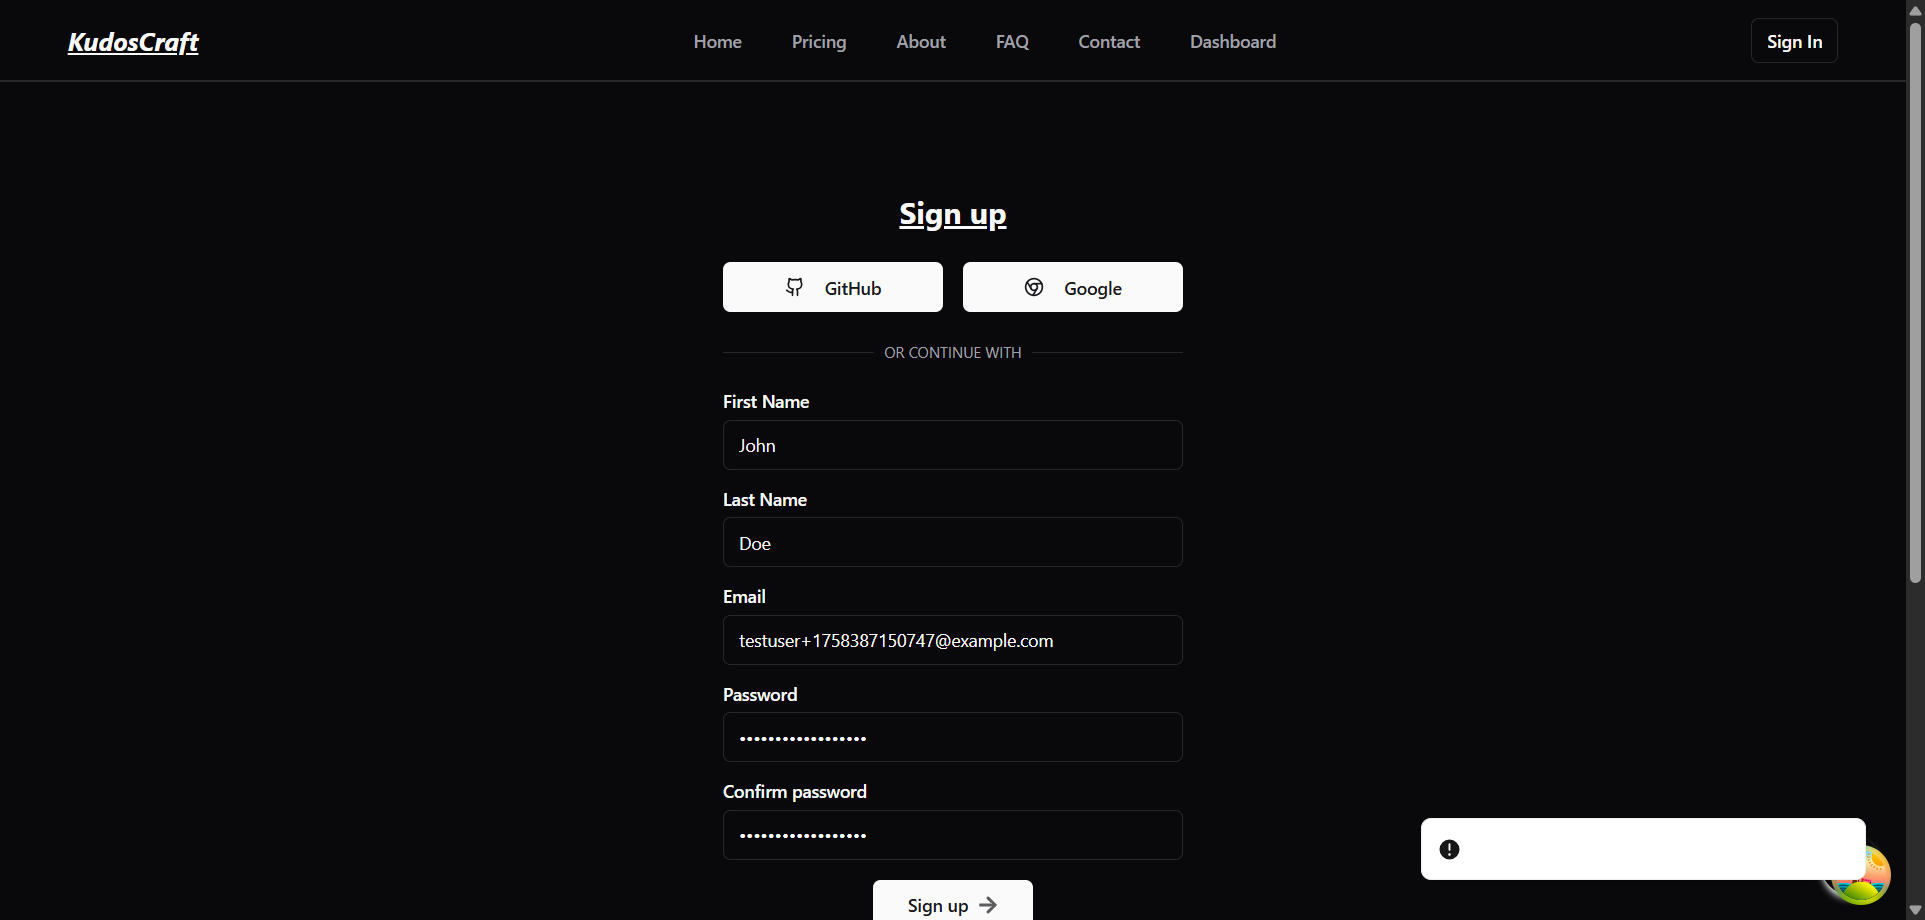 KudosCraft
Home Pricing About FAQ Contact Dashboard
Sign In
Sign up
GitHub
Google
OR CONTINUE WITH
First Name
John
Last Name
Doe
Email
testuser+1758387150747@example.com
Password
••••••••••••••••••
Confirm password
••••••••••••••••••
Sign up